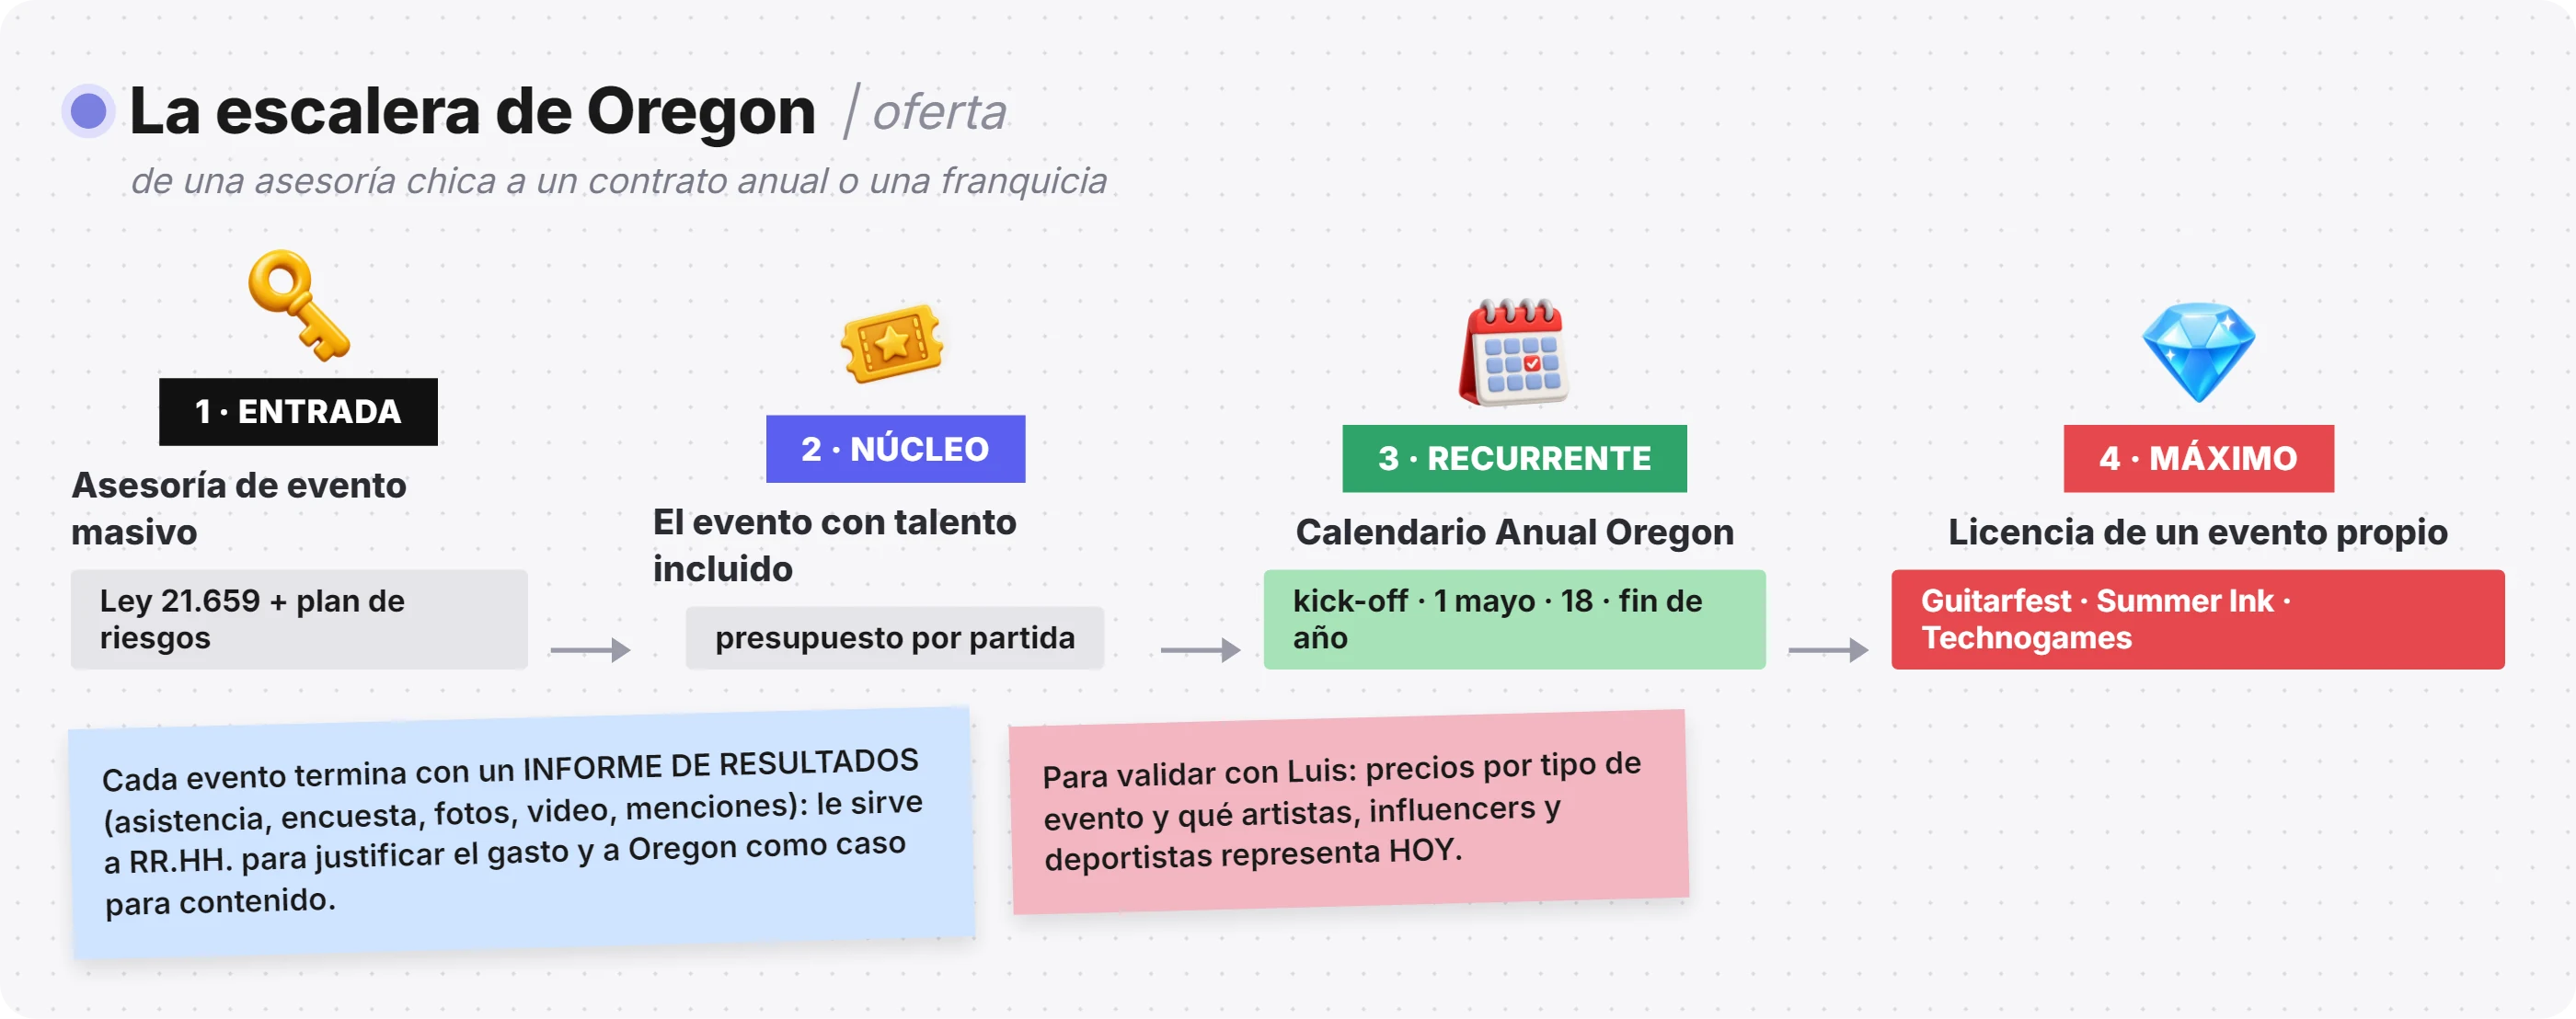 La escalera de Oregon / oferta
de una asesoría chica a un contrato anual o una franquicia
1 · ENTRADA
Asesoría de evento
masivo
Ley 21.659 + plan de
riesgos
2 · NÚCLEO
El evento con talento
incluido
presupuesto por partida
3 · RECURRENTE
Calendario Anual Oregon
kick-off · 1 mayo · 18 · fin de
año
4 · MÁXIMO
Licencia de un evento propio
Guitarfest · Summer Ink ·
Technogames
Cada evento termina con un INFORME DE RESULTADOS
(asistencia, encuesta, fotos, video, menciones): le sirve
a RR.HH. para justificar el gasto y a Oregon como caso
para contenido.
Para validar con Luis: precios por tipo de
evento y qué artistas, influencers y
deportistas representa HOY.